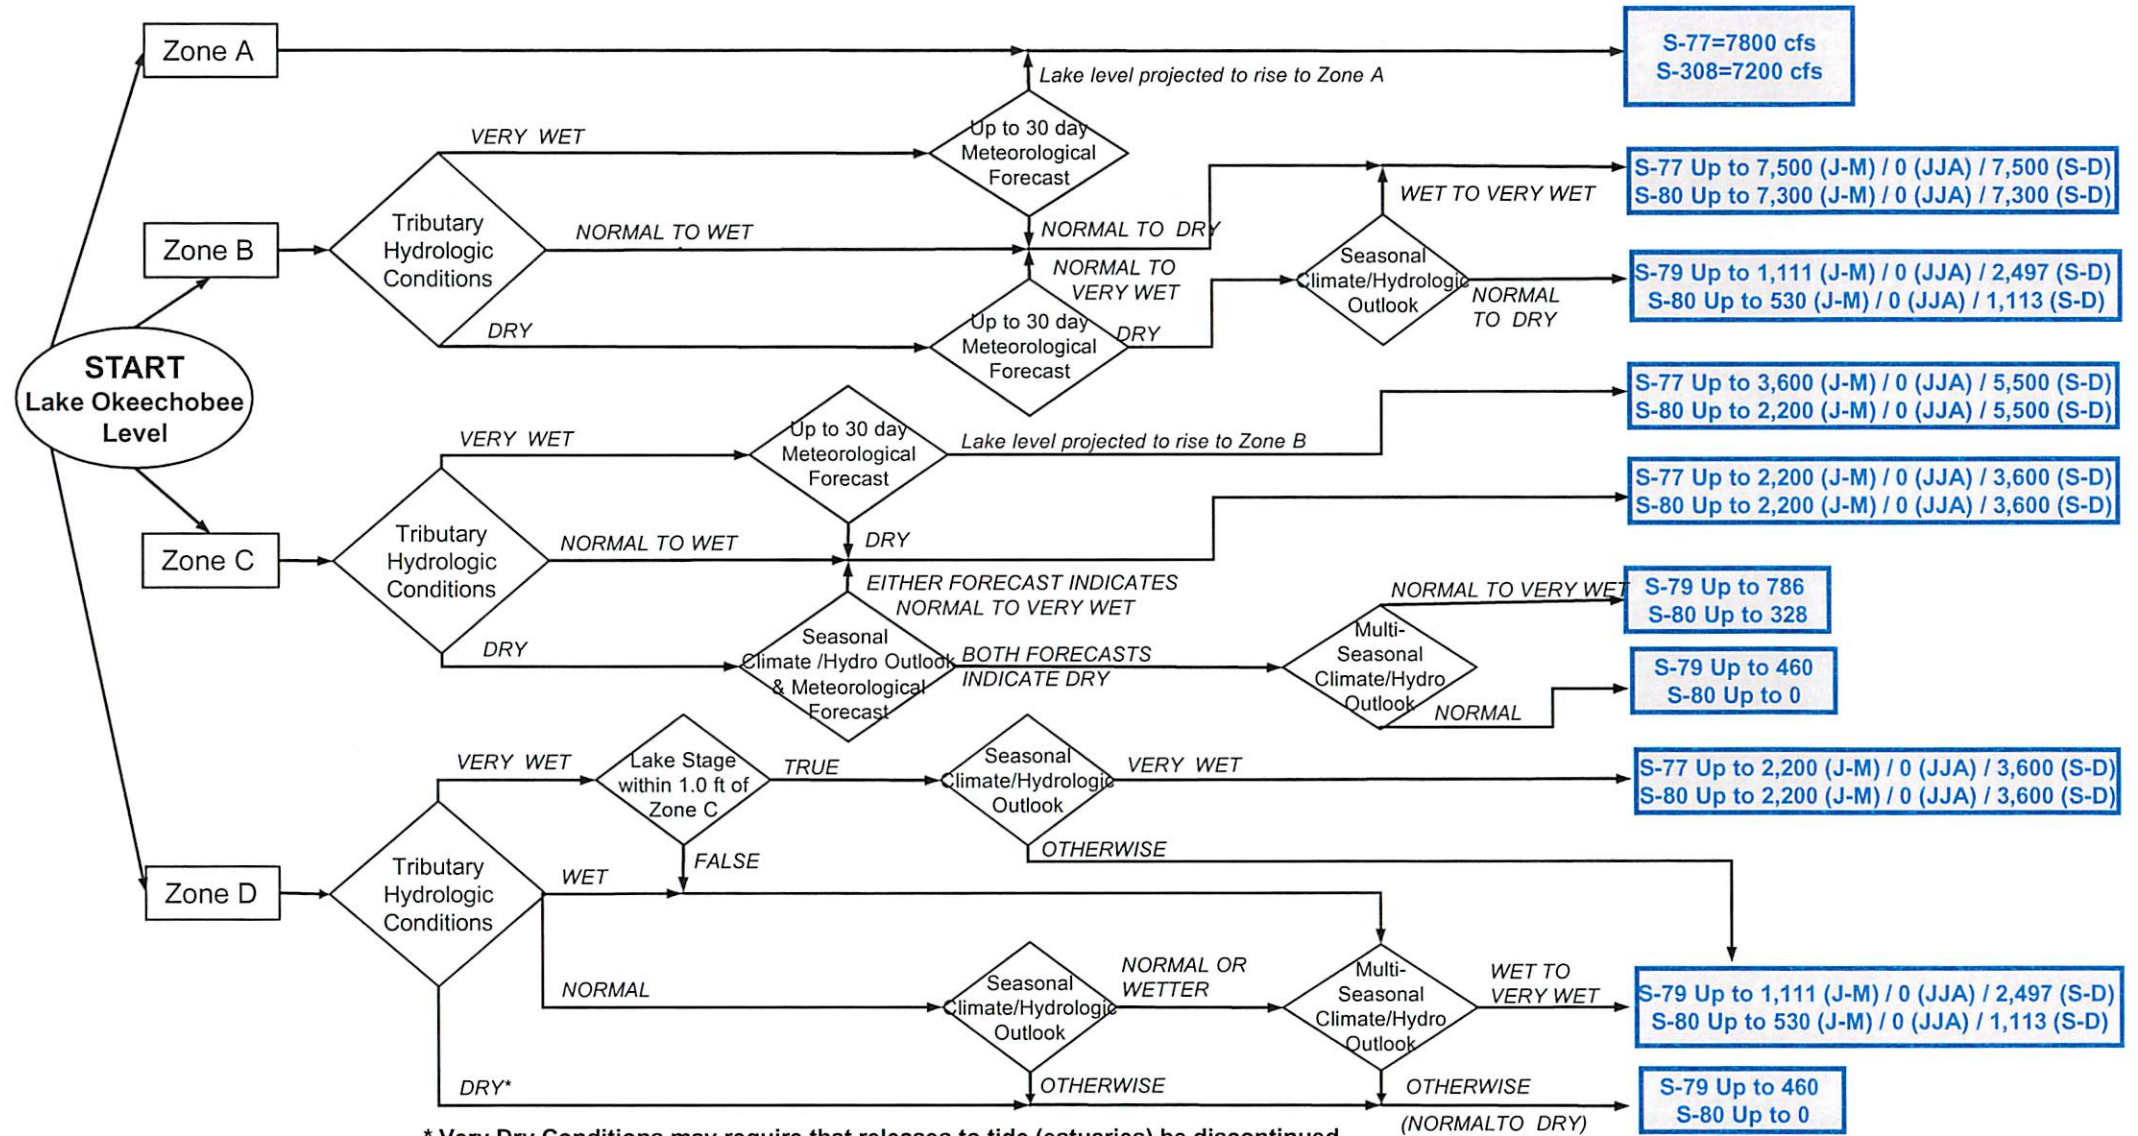 Zone A
S-77=7800 cfs
S-308=7200 cfs
Lake level projected to rise to Zone A
VERY WET
Up to 30 day
Meteorological
Forecast
Zone B
Tributary
Hydrologic
Conditions
NORMAL TO WET
NORMAL TO DRY
S-77 Up to 7,500 (J-M) / 0 (JJA) / 7,500 (S-D)
S-80 Up to 7,300 (J-M) / 0 (JJA) / 7,300 (S-D)
WET TO VERY WET
NORMAL TO
VERY WET
DRY
Up to 30 day
Meteorological
Forecast
DRY
Seasonal
Climate/Hydrologic
Outlook
NORMAL
TO DRY
S-79 Up to 1,111 (J-M) / 0 (JJA) / 2,497 (S-D)
S-80 Up to 530 (J-M) / 0 (JJA) / 1,113 (S-D)
START
Lake Okeechobee
Level
S-77 Up to 3,600 (J-M) / 0 (JJA) / 5,500 (S-D)
S-80 Up to 2,200 (J-M) / 0 (JJA) / 5,500 (S-D)
VERY WET
Up to 30 day
Meteorological
Forecast
Lake level projected to rise to Zone B
S-77 Up to 2,200 (J-M) / 0 (JJA) / 3,600 (S-D)
S-80 Up to 2,200 (J-M) / 0 (JJA) / 3,600 (S-D)
Zone C
Tributary
Hydrologic
Conditions
NORMAL TO WET
DRY
EITHER FORECAST INDICATES
NORMAL TO VERY WET
DRY
Seasonal
Climate /Hydro Outlook
& Meteorological
Forecast
BOTH FORECASTS
INDICATE DRY
Multi-
Seasonal
Climate/Hydro
Outlook
NORMAL TO VERY WET
S-79 Up to 786
S-80 Up to 328
NORMAL
S-79 Up to 460
S-80 Up to 0
VERY WET
Lake Stage
within 1.0 ft of
Zone C
TRUE
Seasonal
Climate/Hydrologic
Outlook
VERY WET
S-77 Up to 2,200 (J-M) / 0 (JJA) / 3,600 (S-D)
S-80 Up to 2,200 (J-M) / 0 (JJA) / 3,600 (S-D)
OTHERWISE
FALSE
Zone D
Tributary
Hydrologic
Conditions
WET
NORMAL
Seasonal
Climate/Hydrologic
Outlook
NORMAL OR
WETTER
Multi-
Seasonal
Climate/Hydro
Outlook
WET TO
VERY WET
S-79 Up to 1,111 (J-M) / 0 (JJA) / 2,497 (S-D)
S-80 Up to 530 (J-M) / 0 (JJA) / 1,113 (S-D)
DRY*
OTHERWISE
OTHERWISE
(NORMALTO DRY)
S-79 Up to 460
S-80 Up to 0
* Very Dry Conditions may require that releases to tide (estuaries) be discontinued